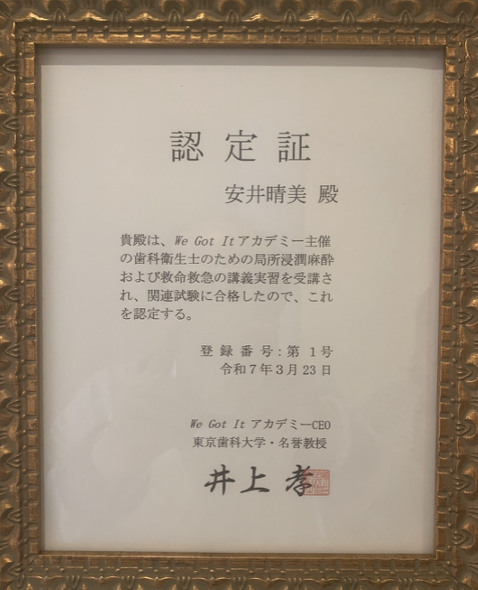 認定証
安井晴美 殿
貴殿は、We Got It アカデミー主催
の歯科衛生士のための局所浸潤麻酔
および救命救急の講義実習を受講さ
れ、関連試験に合格したので、これ
を認定する。
登録番号:第 1号
令和7年3月23日
We Got It アカデミーCEO
東京歯科大学・名誉教授
井上 孝